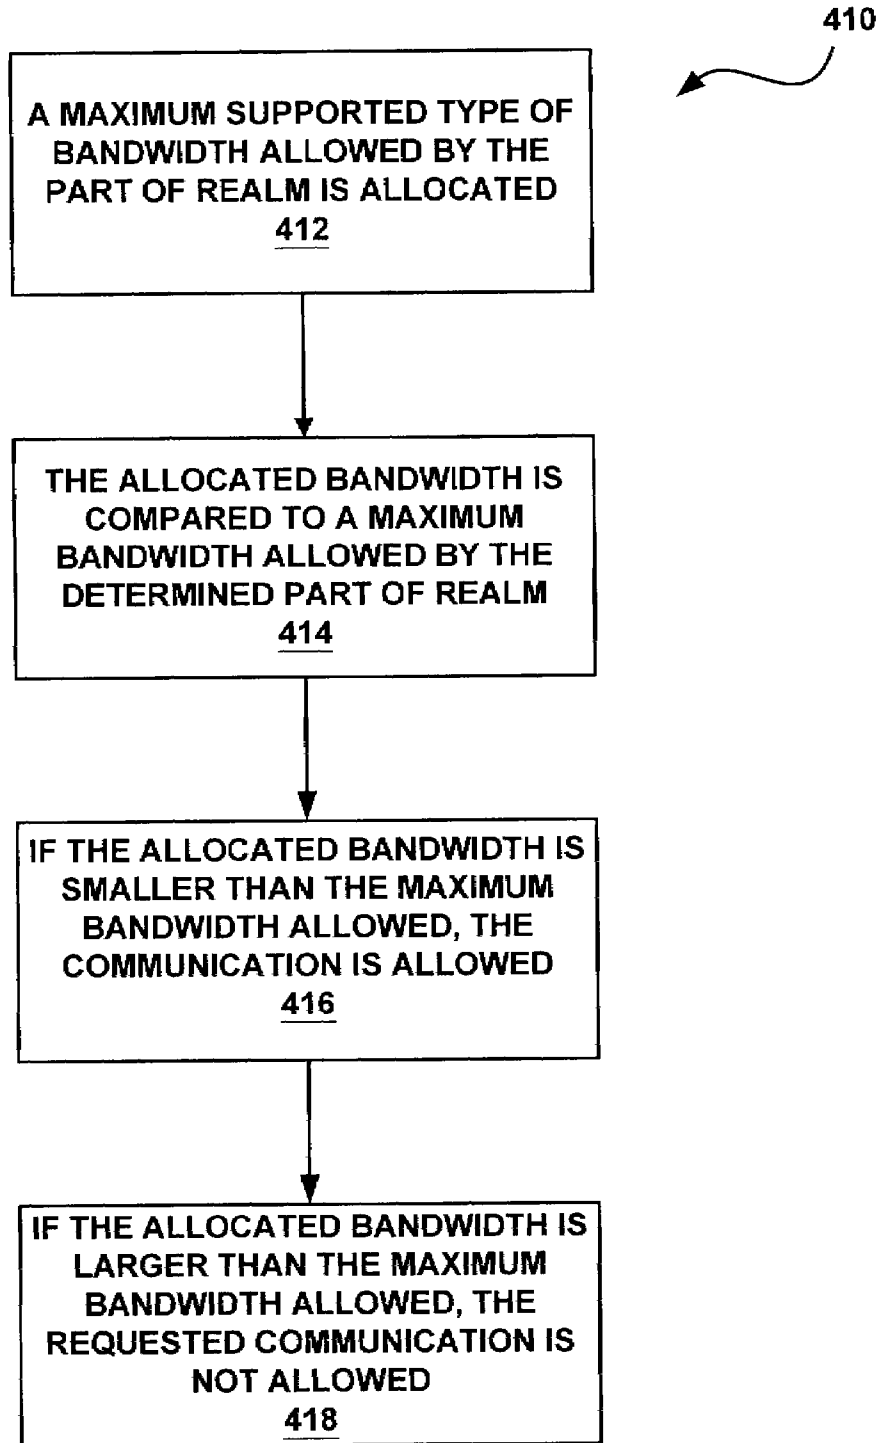 410
A MAXIMUM SUPPORTED TYPE OF
BANDWIDTH ALLOWED BY THE
PART OF REALM IS ALLOCATED
412
THE ALLOCATED BANDWIDTH IS
COMPARED TO A MAXIMUM
BANDWIDTH ALLOWED BY THE
DETERMINED PART OF REALM
414
IF THE ALLOCATED BANDWIDTH IS
SMALLER THAN THE MAXIMUM
BANDWIDTH ALLOWED, THE
COMMUNICATION IS ALLOWED
416
IF THE ALLOCATED BANDWIDTH IS
LARGER THAN THE MAXIMUM
BANDWIDTH ALLOWED, THE
REQUESTED COMMUNICATION IS
NOT ALLOWED
418